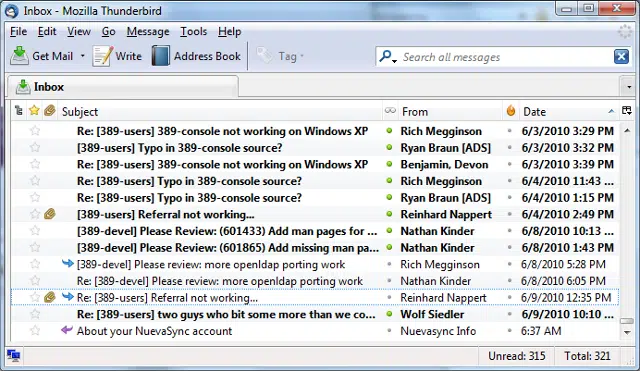 Inbox - Mozilla Thunderbird
File Edit View Go Message Tools Help
Get Mail Write Address Book Tag Search all messages
Inbox
Subject From Date
Re: [389-users] 389-console not working on Windows XP Rich Megginson 6/3/2010 3:29 PM
[389-users] Typo in 389-console source? Ryan Braun [ADS] 6/3/2010 3:32 PM
Re: [389-users] 389-console not working on Windows XP Benjamin, Devon 6/3/2010 3:39 PM
Re: [389-users] Typo in 389-console source? Rich Megginson 6/4/2010 11:43 ...
Re: [389-users] Typo in 389-console source? Ryan Braun [ADS] 6/4/2010 1:15 PM
[389-users] Referral not working... Reinhard Nappert 6/4/2010 2:49 PM
[389-devel] Please Review: (601433) Add man pages for ... Nathan Kinder 6/8/2010 10:13 ...
[389-devel] Please Review: (601865) Add missing man pa... Nathan Kinder 6/8/2010 1:43 PM
[389-devel] Please review: more openldap porting work Rich Megginson 6/8/2010 5:28 PM
Re: [389-devel] Please review: more openldap porting work Nathan Kinder 6/8/2010 6:05 PM
Re: [389-users] Referral not working... Reinhard Nappert 6/9/2010 12:35 PM
Re: [389-users] two guys who bit some more than we co... Wolf Siedler 6/9/2010 10:10 ...
About your NuevaSync account Nuevasync Info 6:37 AM
Unread: 315 Total: 321